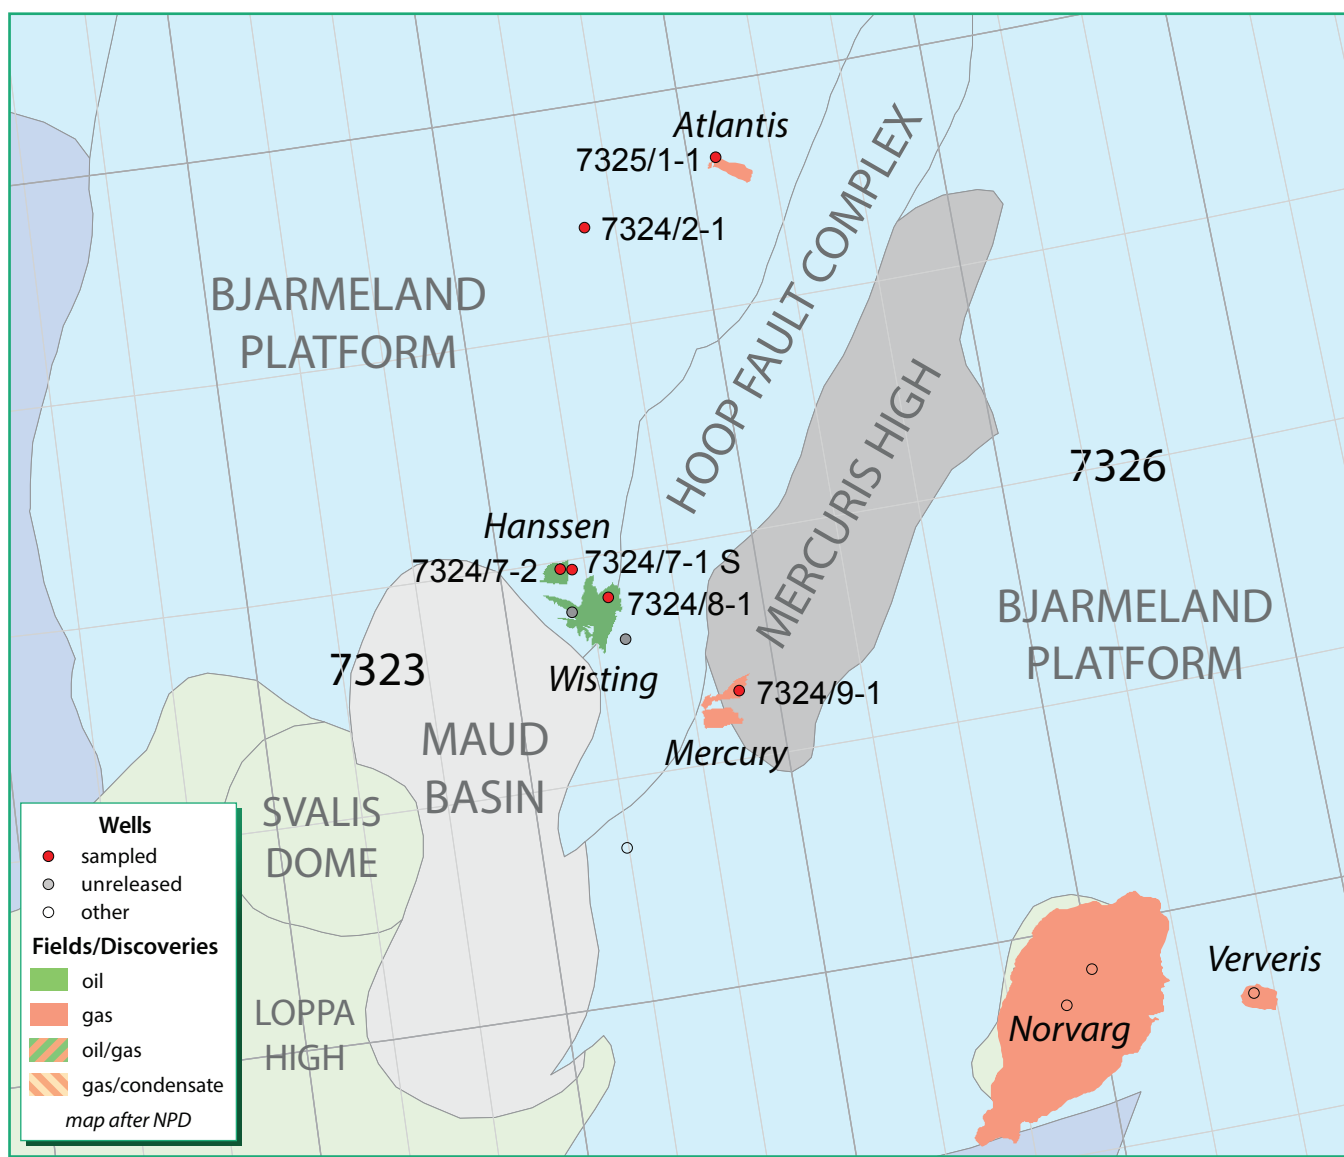 Atlantis
7325/1-1
7324/2-1
BJARMELAND
PLATFORM
HOOP FAULT COMPLEX
MERCURIS HIGH
7326
Hanssen
7324/7-2
7324/7-1 S
7324/8-1
BJARMELAND
PLATFORM
7323
Wisting
7324/9-1
Mercury
MAUD
BASIN
SVALIS
DOME
LOPPA
HIGH
Ververis
Norvarg
Wells
sampled
unreleased
other
Fields/Discoveries
oil
gas
oil/gas
gas/condensate
map after NPD